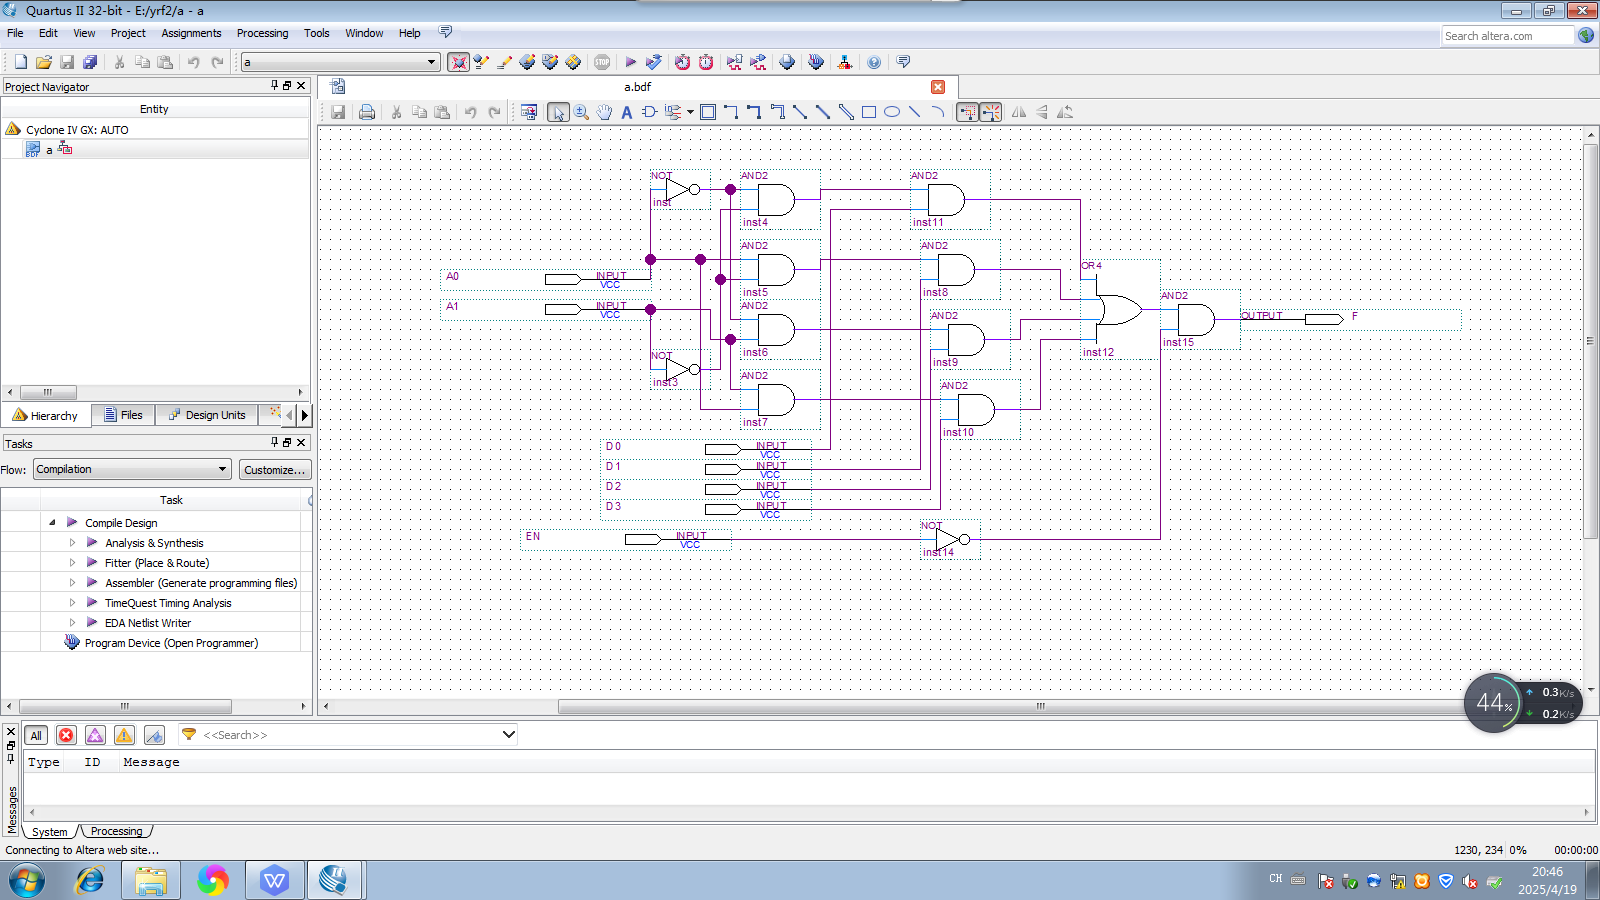 Quartus II 32-bit - E:/yrf2/a - a
File Edit View Project Assignments Processing Tools Window Help
Search altera.com
a
Project Navigator
Entity
Cyclone IV GX: AUTO
BDF a
Hierarchy Files Design Units
Tasks
Flow: Compilation Customize...
Task
Compile Design
Analysis & Synthesis
Fitter (Place & Route)
Assembler (Generate programming files)
TimeQuest Timing Analysis
EDA Netlist Writer
Program Device (Open Programmer)
a.bdf
NOT
inst
AND2
inst4
AND2
inst11
AND2
inst5
AND2
inst8
A0 INPUT
VCC
A1 INPUT
VCC
AND2
inst6
AND2
inst9
OR4
inst12
AND2
inst15
OUTPUT F
NOT
inst3
AND2
inst7
AND2
inst10
D0 INPUT
VCC
D1 INPUT
VCC
D2 INPUT
VCC
D3 INPUT
VCC
EN INPUT
VCC
NOT
inst14
44%
0.3K/s
0.2K/s
All <<Search>>
Type ID Message
Messages
System Processing
Connecting to Altera web site...
1230, 234 0% 00:00:00
CH
20:46
2025/4/19